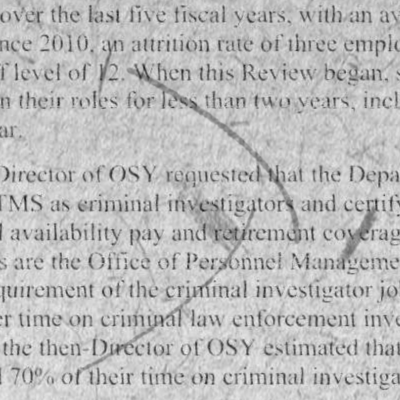 over the last five fiscal years, with an av
nce 2010, an attrition rate of three emplo
f level of 12. When this Review began, s
n their roles for less than two years, incl
ar.
Director of OSY requested that the Depa
TMS as criminal investigators and certify
l availability pay and retirement coverag
s are the Office of Personnel Manageme
quirement of the criminal investigator jo
er time on criminal law enforcement inve
the then-Director of OSY estimated that
d 70% of their time on criminal investiga